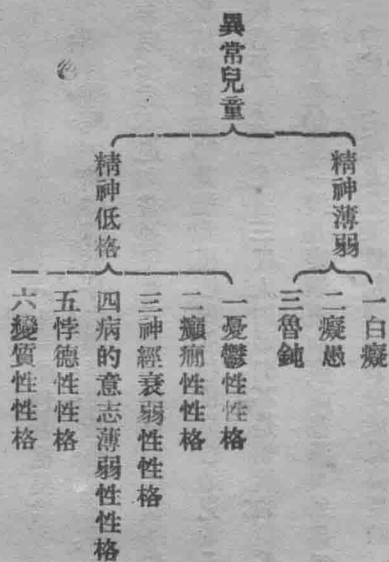 異常兒童
精神薄弱
一白癡
二癡愚
三魯鈍
精神低格
一憂鬱性性格
二癲癇性性格
三神經衰弱性性格
四病的意志薄弱性性格
五悖德性性格
六變質性性格